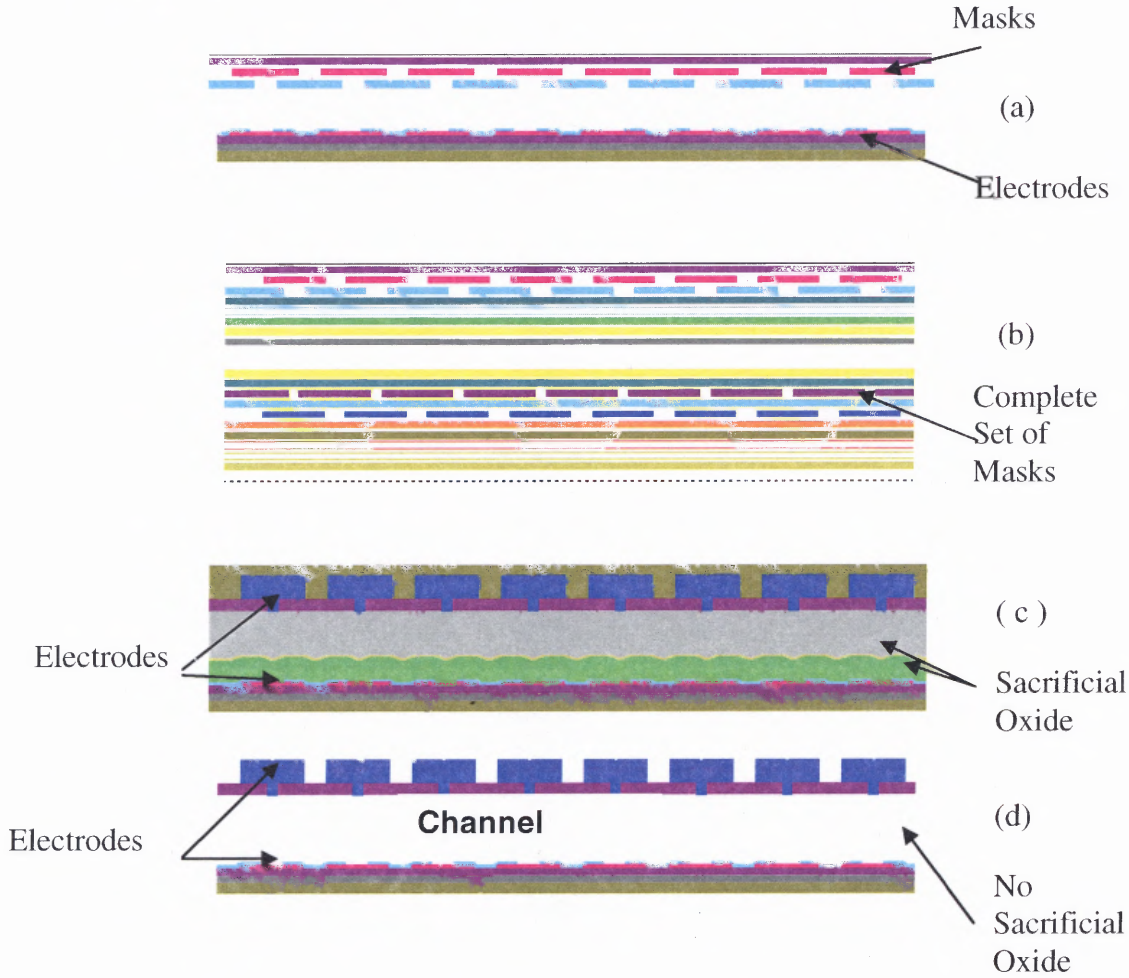 Masks
(a)
Electrodes
(b)
Complete
Set of
Masks
( c )
Electrodes
Sacrificial
Oxide
(d)
Channel
Electrodes
No
Sacrificial
Oxide